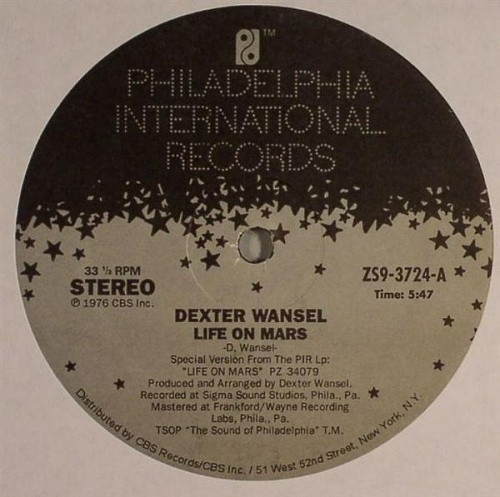 TM
PHILADELPHIA
INTERNATIONAL
RECORDS
33 ⅓ RPM
STEREO
℗ 1976 CBS Inc.
ZS9-3724-A
Time: 5:47
DEXTER WANSEL
LIFE ON MARS
-D. Wansel-
Special Version From The PIR Lp:
"LIFE ON MARS" PZ 34079
Produced and Arranged by Dexter Wansel.
Recorded at Sigma Sound Studios, Phila., Pa.
Mastered at Frankford/Wayne Recording
Labs, Phila., Pa.
TSOP "The Sound of Philadelphia" T.M.
Distributed by CBS Records/CBS Inc. / 51 West 52nd Street, New York, N.Y.